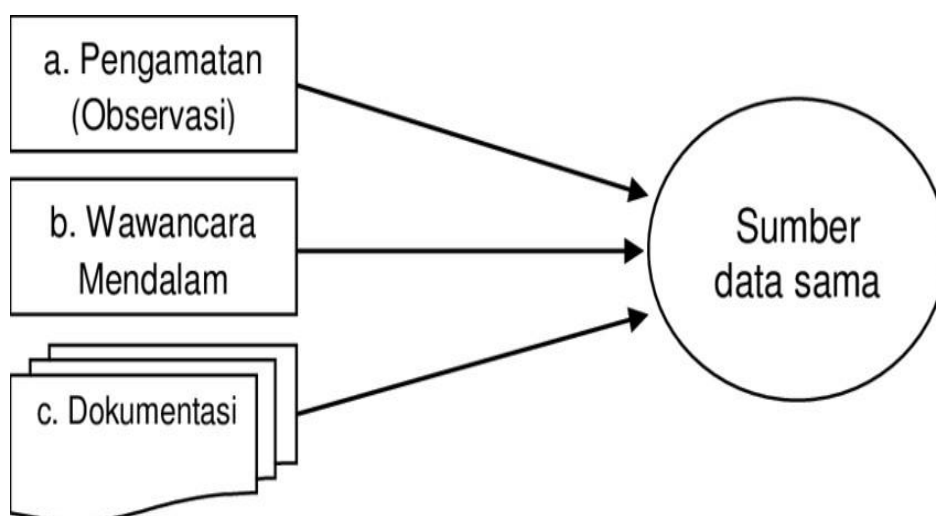 a. Pengamatan
(Observasi)
b. Wawancara
Mendalam
c. Dokumentasi
Sumber
data sama